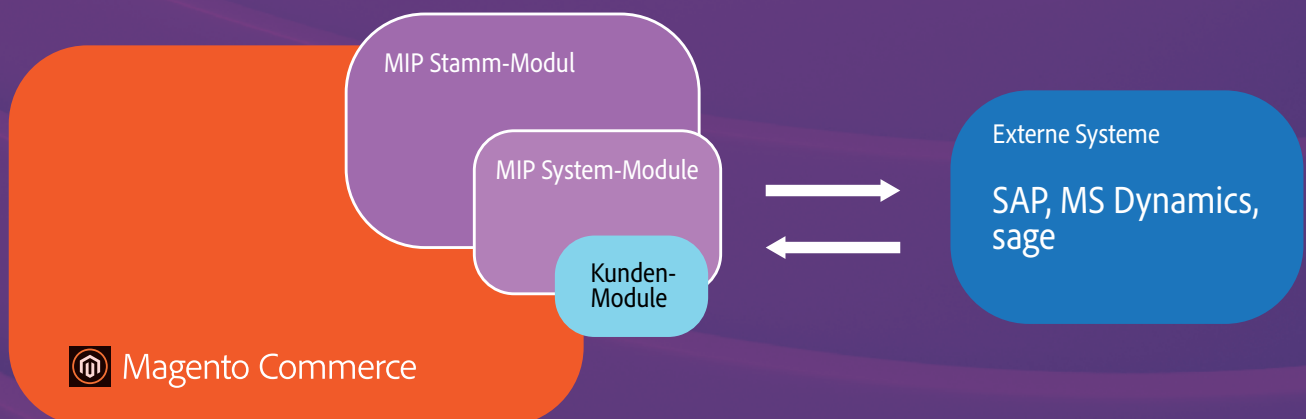 MIP Stamm-Modul
MIP System-Module
Kunden-
Module
Magento Commerce
Externe Systeme
SAP, MS Dynamics,
sage